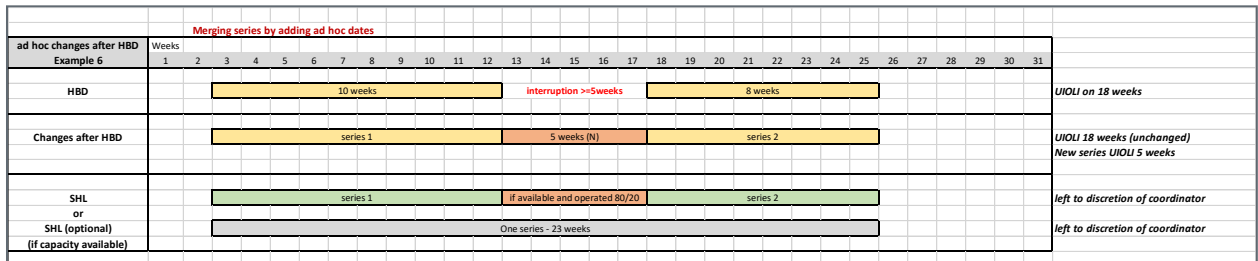 Merging series by adding ad hoc dates
ad hoc changes after HBD Weeks
Example 6 1 2 3 4 5 6 7 8 9 10 11 12 13 14 15 16 17 18 19 20 21 22 23 24 25 26 27 28 29 30 31
HBD 10 weeks interruption >=5weeks 8 weeks UIOLI on 18 weeks
Changes after HBD series 1 5 weeks (N) series 2 UIOLI 18 weeks (unchanged)
New series UIOLI 5 weeks
SHL series 1 if available and operated 80/20 series 2 left to discretion of coordinator
or
SHL (optional) One series - 23 weeks left to discretion of coordinator
(if capacity available)